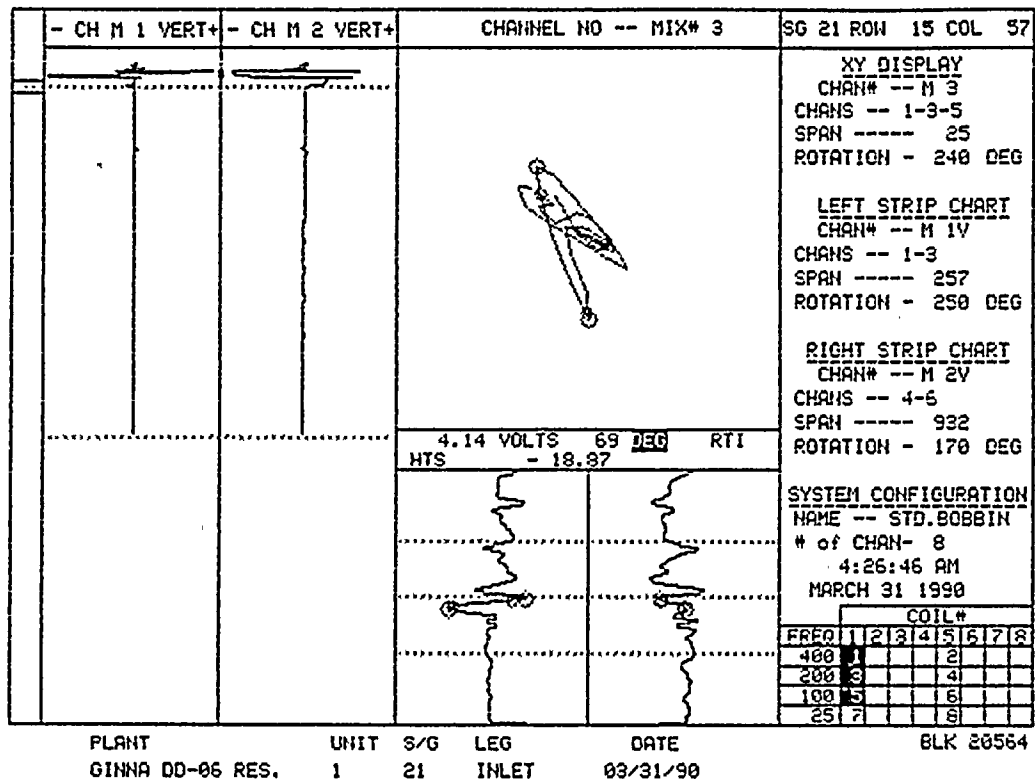 - CH M 1 VERT+
- CH M 2 VERT+
CHANNEL NO -- MIX# 3
SG 21 ROW 15 COL 57
XY DISPLAY
CHAN# -- M 3
CHANS -- 1-3-5
SPAN ----- 25
ROTATION - 240 DEG
LEFT STRIP CHART
CHAN# -- M 1V
CHANS -- 1-3
SPAN ----- 257
ROTATION - 250 DEG
RIGHT STRIP CHART
CHAN# -- M 2V
CHANS -- 4-6
SPAN ----- 932
ROTATION - 170 DEG
4.14 VOLTS 69 DEG RTI
HTS - 18.87
SYSTEM CONFIGURATION
NAME -- STD.BOBBIN
# of CHAN- 8
4:26:46 AM
MARCH 31 1990
COIL#
FREQ 1 2 3 4 5 6 7 8
400 1 2
200 3 4
100 5 6
25 7 8
PLANT UNIT S/G LEG DATE BLK 20564
GINNA DD-06 RES. 1 21 INLET 03/31/90